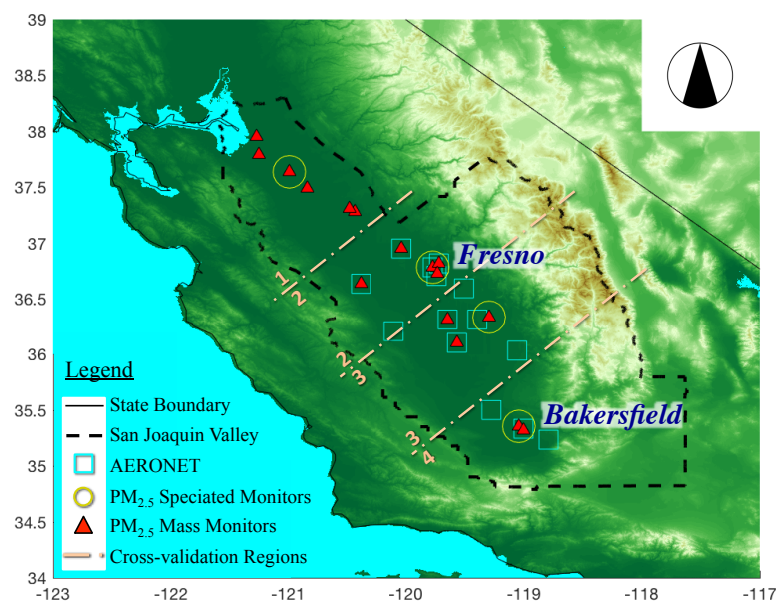 39
38.5
38
37.5
37
36.5
36
35.5
35
34.5
34
-123
-122
-121
-120
-119
-118
-117
Fresno
Bakersfield
1
2
2
3
3
4
Legend
State Boundary
San Joaquin Valley
AERONET
PM2.5 Speciated Monitors
PM2.5 Mass Monitors
Cross-validation Regions